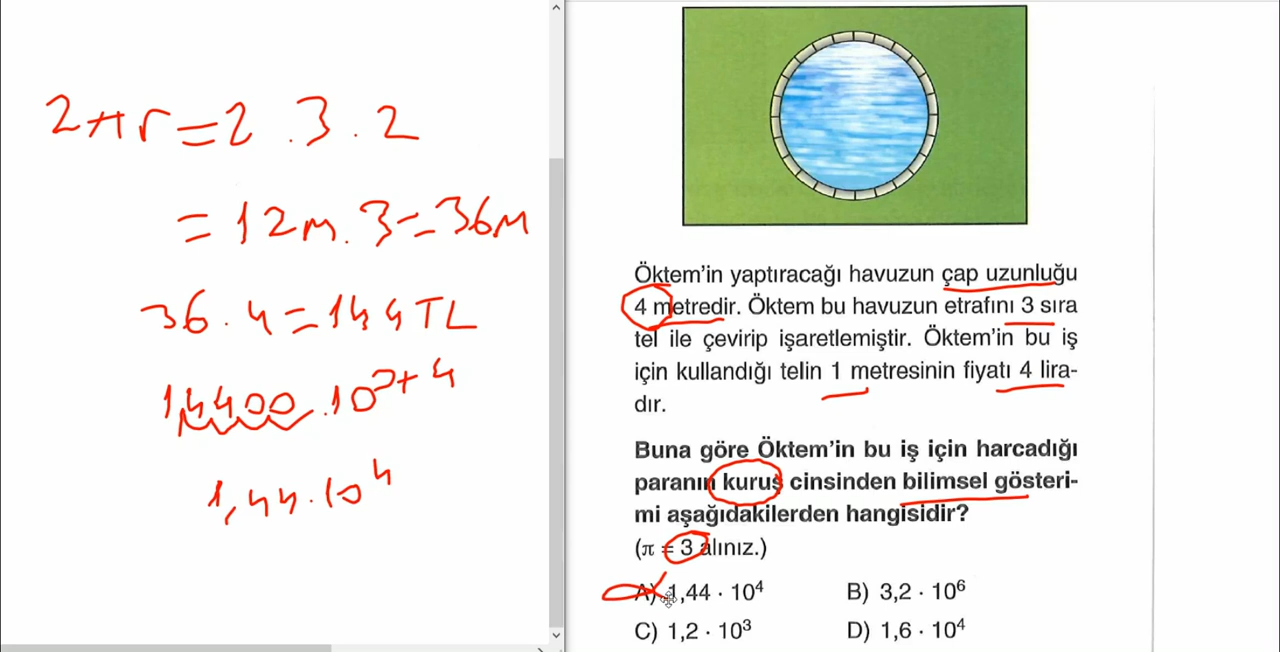 2πr = 2 . 3 . 2
= 12m . 3 = 36m
36 . 4 = 144 TL
1,4400 . 10⁰⁺⁴
1,44 . 10⁴
Öktem'in yaptıracağı havuzun çap uzunluğu
4 metredir. Öktem bu havuzun etrafını 3 sıra
tel ile çevirip işaretlemiştir. Öktem'in bu iş
için kullandığı telin 1 metresinin fiyatı 4 lira-
dır.
Buna göre Öktem'in bu iş için harcadığı
paranın kuruş cinsinden bilimsel gösteri-
mi aşağıdakilerden hangisidir?
(π = 3 alınız.)
A) 1,44 · 10⁴ B) 3,2 · 10⁶
C) 1,2 · 10³ D) 1,6 · 10⁴